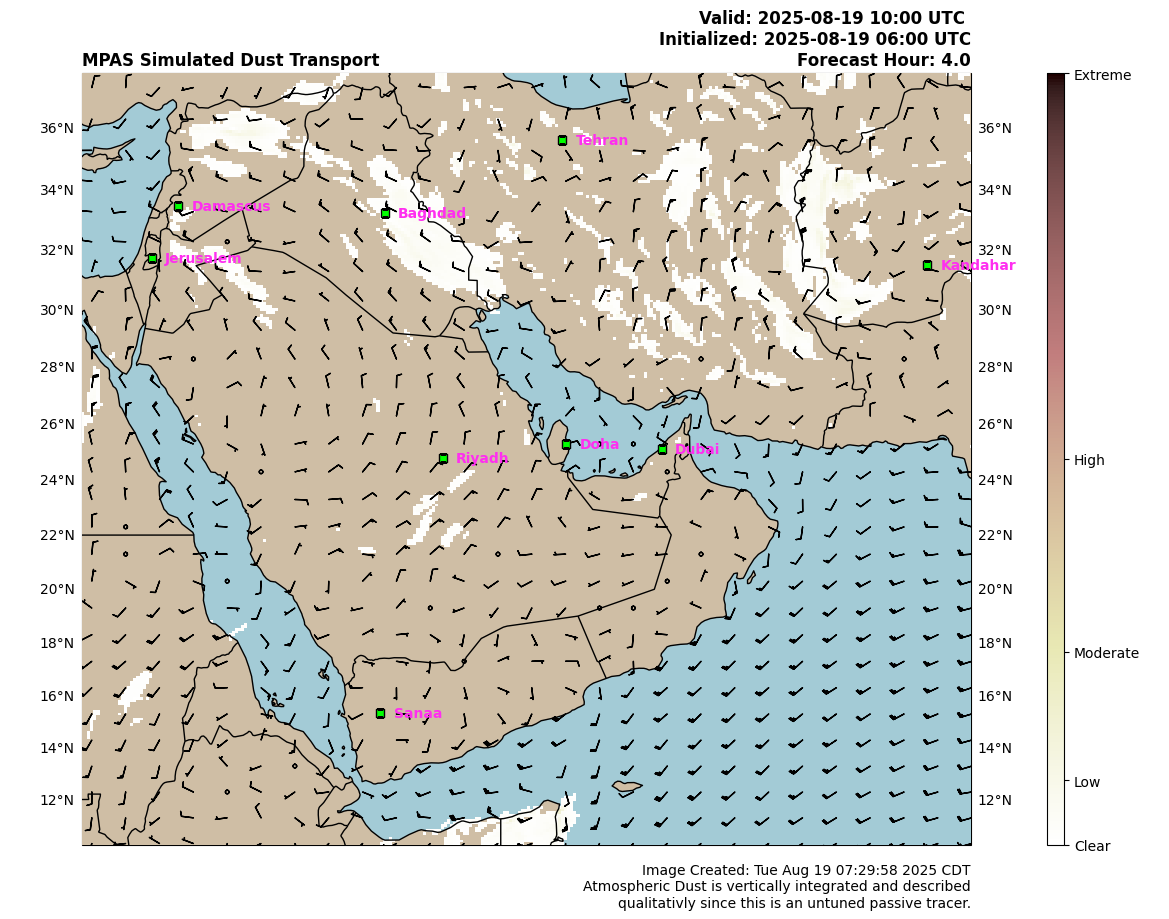 Valid: 2025-08-19 10:00 UTC
Initialized: 2025-08-19 06:00 UTC
MPAS Simulated Dust Transport
Forecast Hour: 4.0
Extreme
36°N
Tehran
36°N
34°N
Damascus
Baghdad
34°N
32°N
Jerusalem
32°N
Kandahar
30°N
30°N
28°N
28°N
26°N
26°N
Doha
Dubai
Riyadh
High
24°N
24°N
22°N
22°N
20°N
20°N
18°N
18°N
Moderate
16°N
16°N
Sanaa
14°N
14°N
Low
12°N
12°N
Clear
Image Created: Tue Aug 19 07:29:58 2025 CDT
Atmospheric Dust is vertically integrated and described
qualitativly since this is an untuned passive tracer.